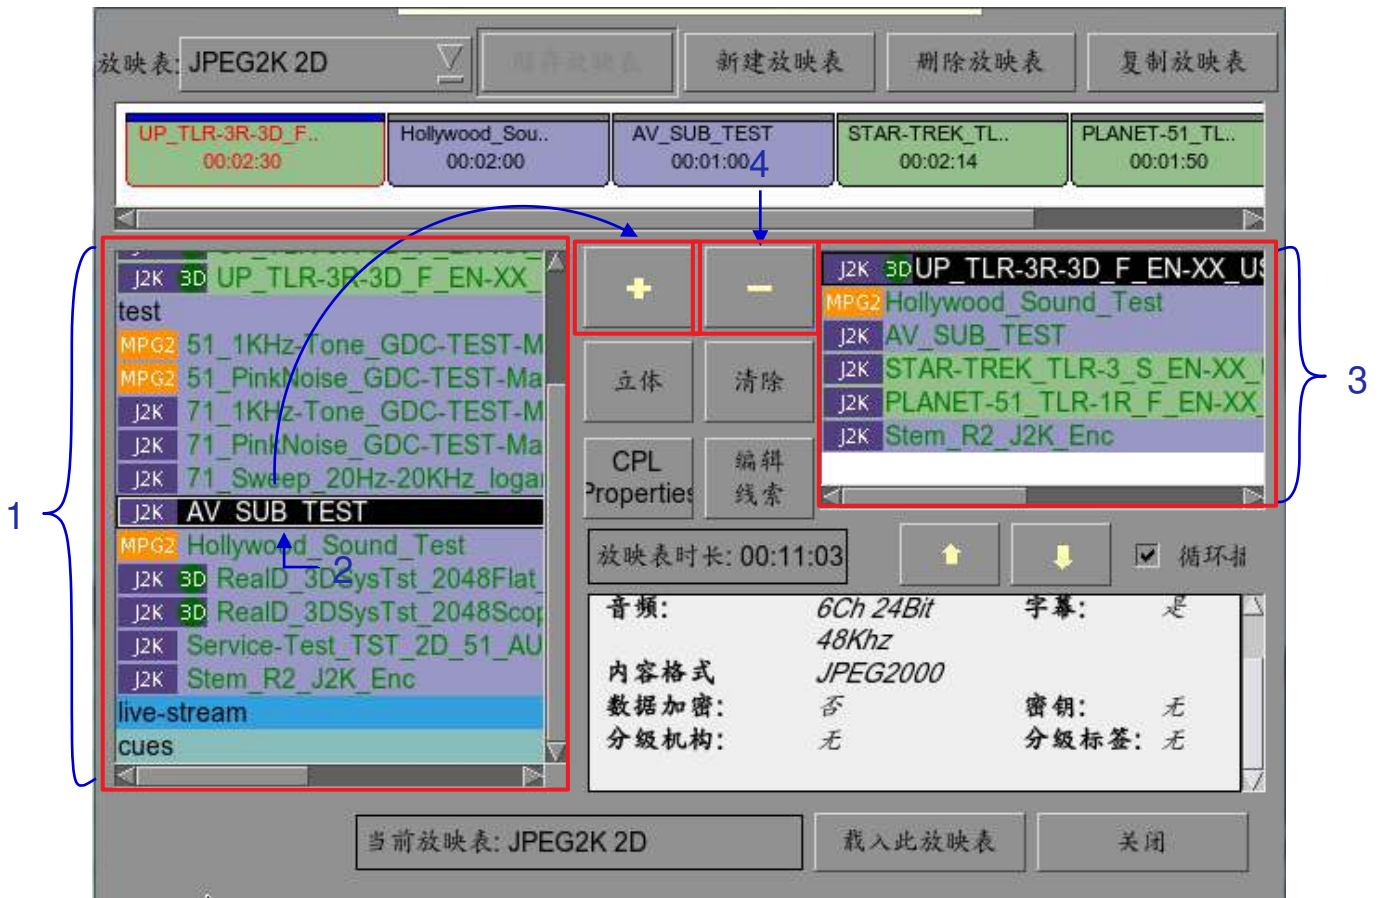 放映表: JPEG2K 2D
新建放映表
删除放映表
复制放映表
UP_TLR-3R-3D_F..
00:02:30
Hollywood_Sou..
00:02:00
AV_SUB_TEST
00:01:00
STAR-TREK_TL..
00:02:14
PLANET-51_TL..
00:01:50
4
1
J2K 3D UP_TLR-3R-3D_F_EN-XX_
test
MPG2 51_1KHz-Tone_GDC-TEST-M
MPG2 51_PinkNoise_GDC-TEST-Ma
J2K 71_1KHz-Tone_GDC-TEST-M
J2K 71_PinkNoise_GDC-TEST-Ma
J2K 71_Sweep_20Hz-20KHz_logar
J2K AV_SUB_TEST
MPG2 Hollywood_Sound_Test
2
J2K 3D RealD_3DSysTst_2048Flat_
J2K 3D RealD_3DSysTst_2048Scop
J2K Service-Test_TST_2D_51_AU
J2K Stem_R2_J2K_Enc
live-stream
cues
+
−
立体
清除
CPL
Properties
编辑
线索
J2K 3D UP_TLR-3R-3D_F_EN-XX_US
MPG2 Hollywood_Sound_Test
J2K AV_SUB_TEST
J2K STAR-TREK_TLR-3_S_EN-XX_
J2K PLANET-51_TLR-1R_F_EN-XX_
J2K Stem_R2_J2K_Enc
3
放映表时长: 00:11:03
循环播
音频: 6Ch 24Bit 字幕: 是
48Khz
内容格式 JPEG2000
数据加密: 否 密钥: 无
分级机构: 无 分级标签: 无
当前放映表: JPEG2K 2D
载入此放映表
关闭